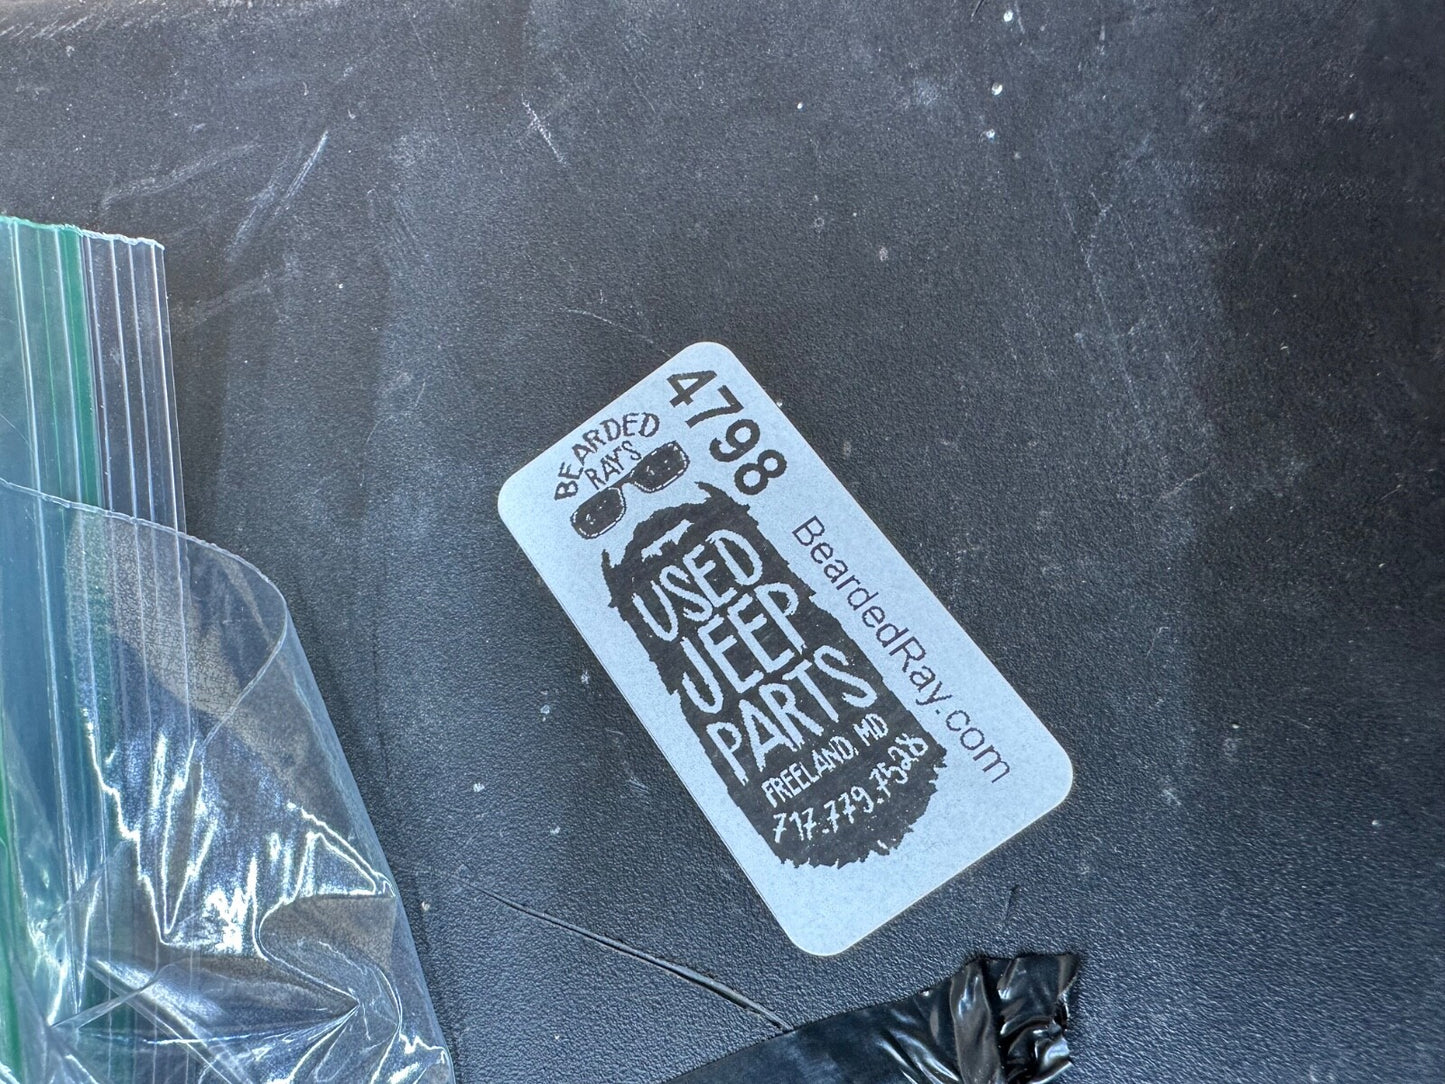 4798
BEARDED
RAY'S
USED
JEEP
PARTS
FREELAND, MD
717.779.7528
BeardedRay.com